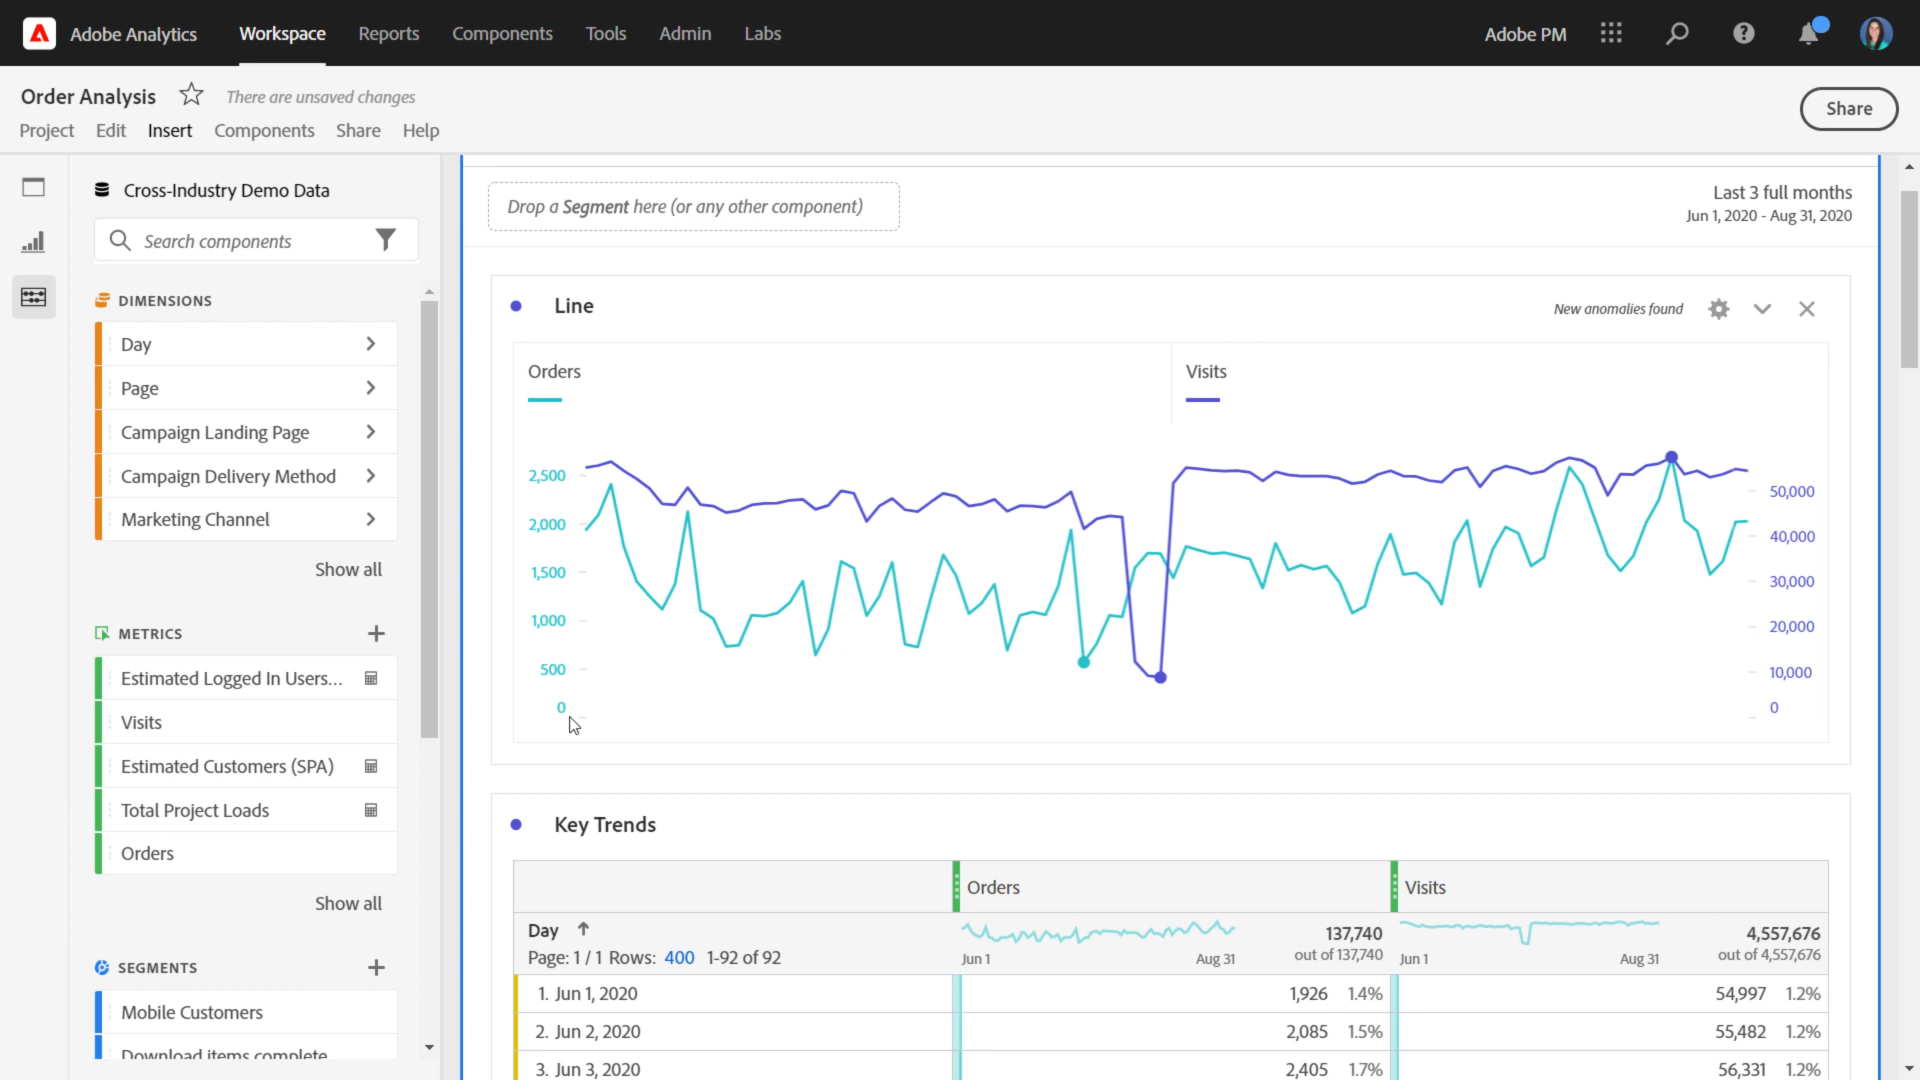 Adobe Analytics Workspace Reports Components Tools Admin Labs Adobe PM
Order Analysis There are unsaved changes
Project Edit Insert Components Share Help
Share
Cross-Industry Demo Data
Search components
DIMENSIONS
Day
Page
Campaign Landing Page
Campaign Delivery Method
Marketing Channel
Show all
METRICS
Estimated Logged In Users...
Visits
Estimated Customers (SPA)
Total Project Loads
Orders
Show all
SEGMENTS
Mobile Customers
Download items complete
Drop a Segment here (or any other component)
Last 3 full months
Jun 1, 2020 - Aug 31, 2020
Line
New anomalies found
Orders
Visits
2,500
2,000
1,500
1,000
500
0
50,000
40,000
30,000
20,000
10,000
0
Key Trends
Orders Visits
Day
Page: 1 / 1 Rows: 400 1-92 of 92
Jun 1 Aug 31
137,740
out of 137,740
Jun 1 Aug 31
4,557,676
out of 4,557,676
1. Jun 1, 2020 1,926 1.4% 54,997 1.2%
2. Jun 2, 2020 2,085 1.5% 55,482 1.2%
3. Jun 3, 2020 2,405 1.7% 56,331 1.2%